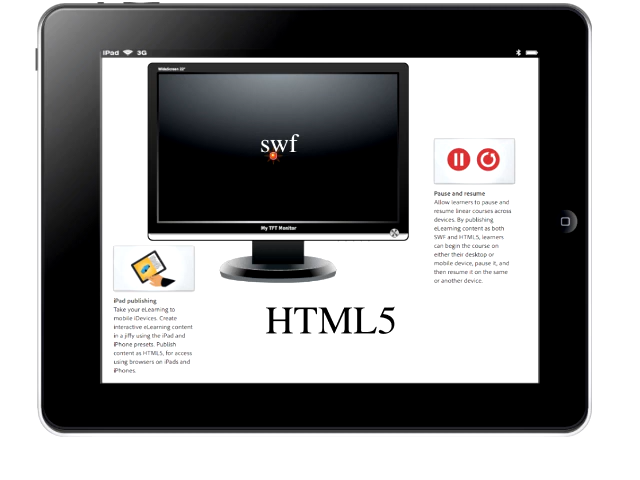 iPad 3G
WideScreen 22"
swf
My TFT Monitor
Pause and resume
Allow learners to pause and
resume linear courses across
devices. By publishing
eLearning content as both
SWF and HTML5, learners
can begin the course on
either their desktop or
mobile device, pause it, and
then resume it on the same
or another device.
iPad publishing
Take your eLearning to
mobile iDevices. Create
interactive eLearning content
in a jiffy using the iPad and
iPhone presets. Publish
content as HTML5, for access
using browsers on iPads and
iPhones.
HTML5